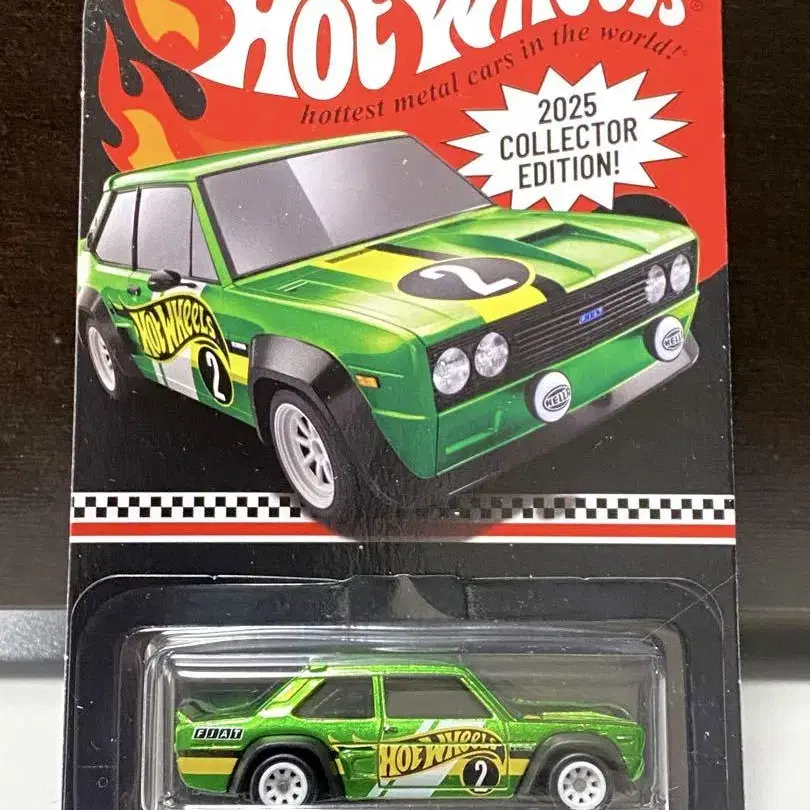 HOT WHEELS®
hottest metal cars in the world!
2025
COLLECTOR
EDITION!
2
FIAT
HOT WHEELS
2
HELLA
HELLA
FIAT
HOT WHEELS
2